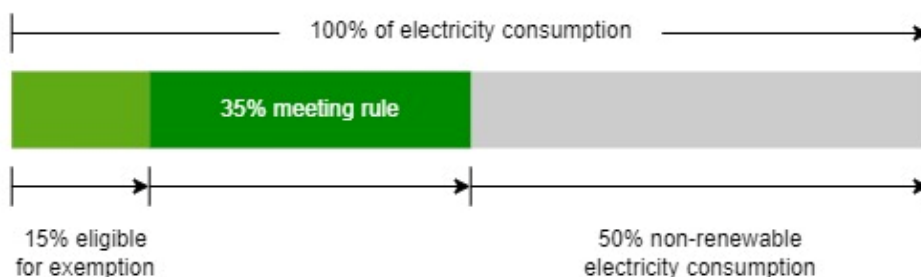 100% of electricity consumption
35% meeting rule
15% eligible
for exemption
50% non-renewable
electricity consumption